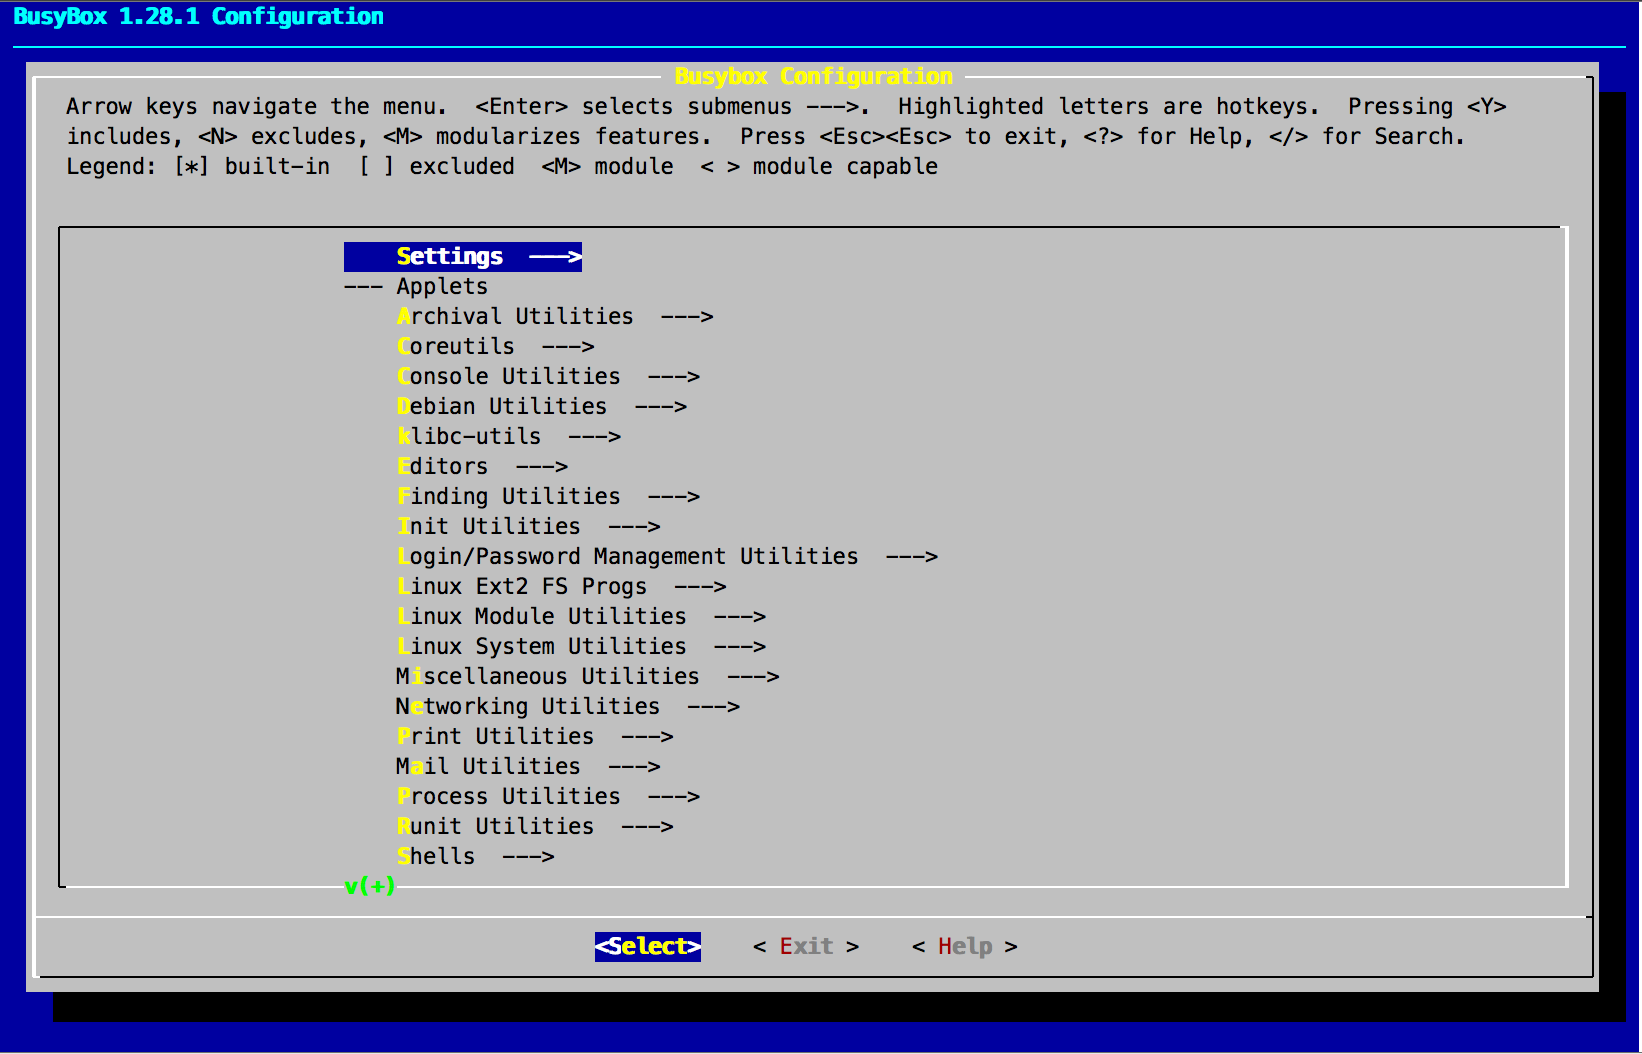 BusyBox 1.28.1 Configuration
Busybox Configuration
Arrow keys navigate the menu.  <Enter> selects submenus --->.  Highlighted letters are hotkeys.  Pressing <Y>
includes, <N> excludes, <M> modularizes features.  Press <Esc><Esc> to exit, <?> for Help, </> for Search.
Legend: [*] built-in  [ ] excluded  <M> module  < > module capable
Settings  --->
--- Applets
Archival Utilities  --->
Coreutils  --->
Console Utilities  --->
Debian Utilities  --->
klibc-utils  --->
Editors  --->
Finding Utilities  --->
Init Utilities  --->
Login/Password Management Utilities  --->
Linux Ext2 FS Progs  --->
Linux Module Utilities  --->
Linux System Utilities  --->
Miscellaneous Utilities  --->
Networking Utilities  --->
Print Utilities  --->
Mail Utilities  --->
Process Utilities  --->
Runit Utilities  --->
Shells  --->
v(+)
<Select>    < Exit >    < Help >